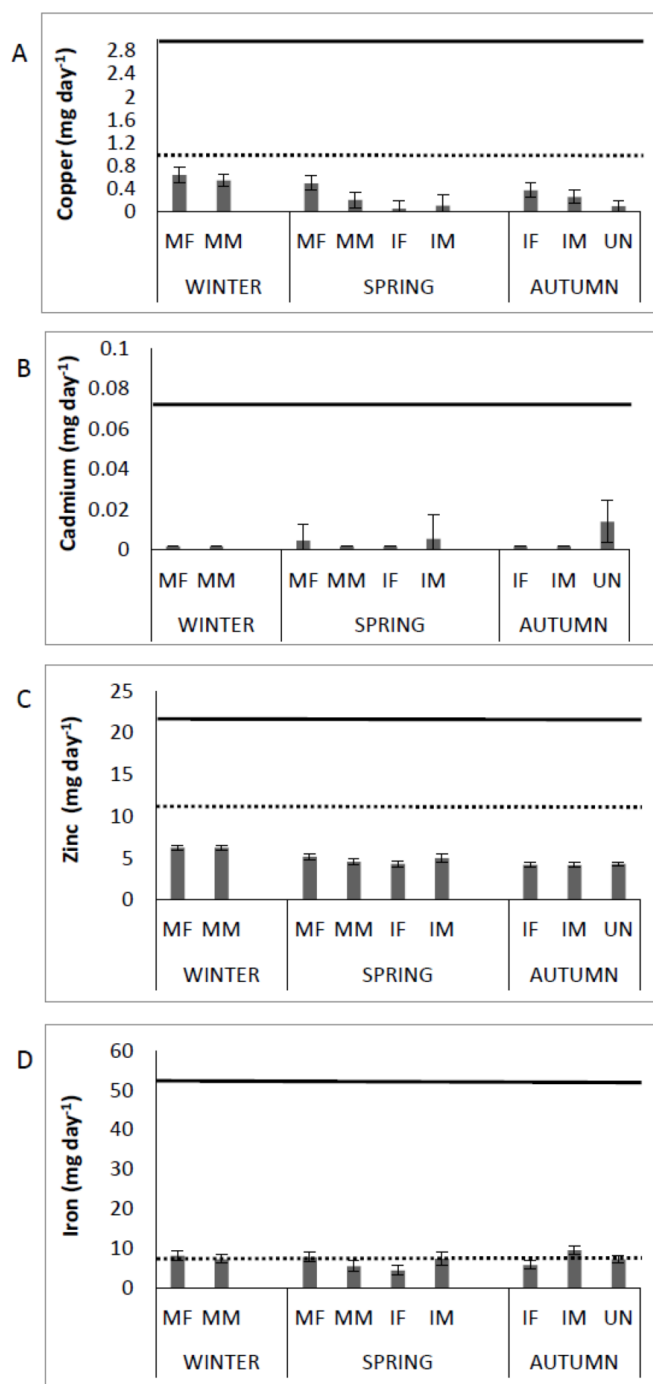 A
Copper (mg day⁻¹)
2.8
2.4
2
1.6
1.2
0.8
0.4
0
MF MM MF MM IF IM IF IM UN
WINTER SPRING AUTUMN
B
Cadmium (mg day⁻¹)
0.1
0.08
0.06
0.04
0.02
0
MF MM MF MM IF IM IF IM UN
WINTER SPRING AUTUMN
C
Zinc (mg day⁻¹)
25
20
15
10
5
0
MF MM MF MM IF IM IF IM UN
WINTER SPRING AUTUMN
D
Iron (mg day⁻¹)
60
50
40
30
20
10
0
MF MM MF MM IF IM IF IM UN
WINTER SPRING AUTUMN